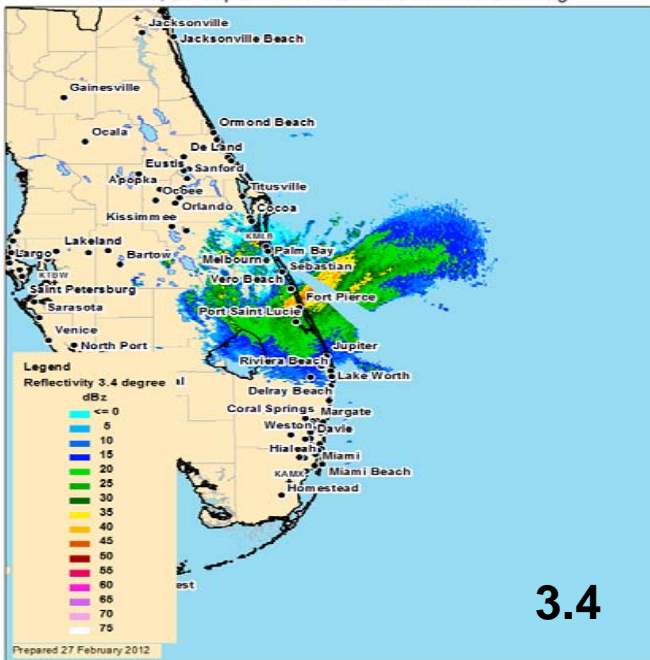 Jacksonville
Jacksonville Beach
Gainesville
Ormond Beach
Ocala
De Land
Eustis
Sanford
Apopka
Titusville
Ocoee
Orlando
Cocoa
Kissimmee
KMLB
Lakeland
Palm Bay
Largo
Bartow
Melbourne
Sebastian
KTBW
Saint Petersburg
Vero Beach
Fort Pierce
Sarasota
Port Saint Lucie
Venice
North Port
Jupiter
Riviera Beach
Lake Worth
Delray Beach
Coral Springs
Margate
Weston
Davie
Hialeah
Miami
KAMX
Miami Beach
Homestead
Legend
Reflectivity 3.4 degree
dBz
<= 0
5
10
15
20
25
30
35
40
45
50
55
60
65
70
75
3.4
Prepared 27 February 2012